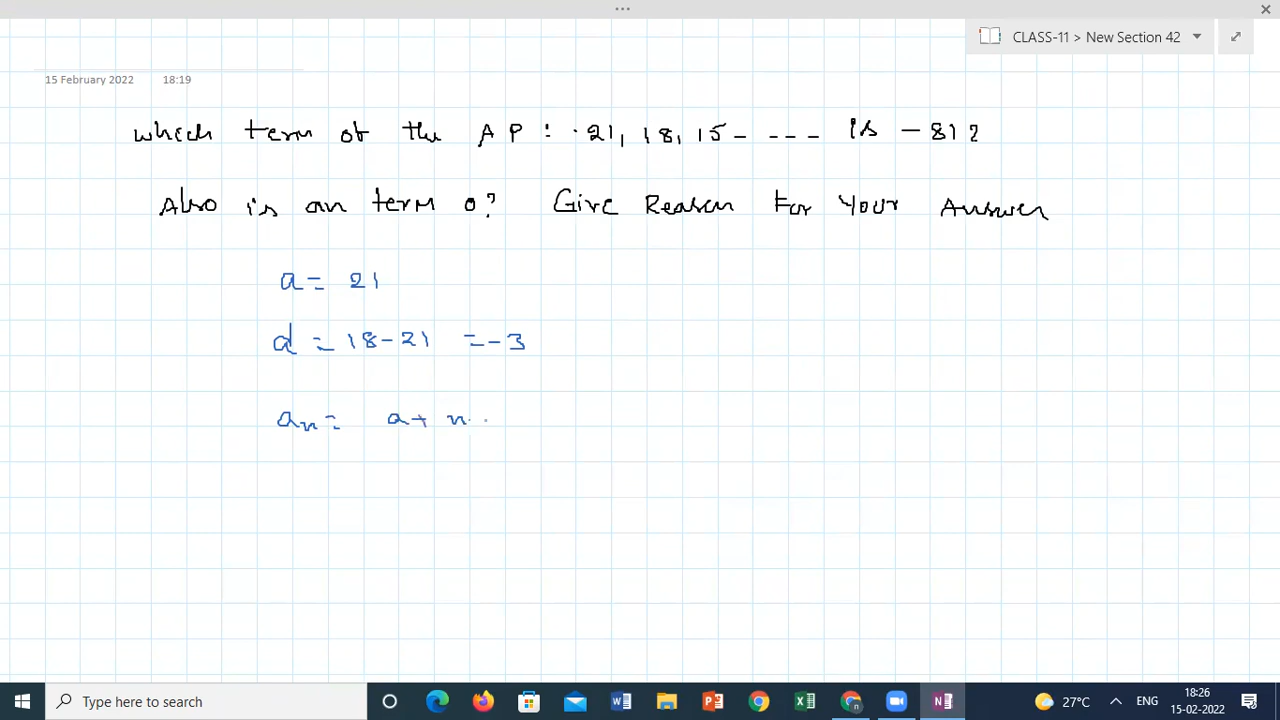 CLASS-11 > New Section 42
15 February 2022 18:19
which term of the AP : 21, 18, 15- --- is - 81?
Also is an term 0? Give Reason For Your Answer
a = 21
d = 18-21 = -3
an = a+ n
Type here to search
27°C ENG 18:26 15-02-2022